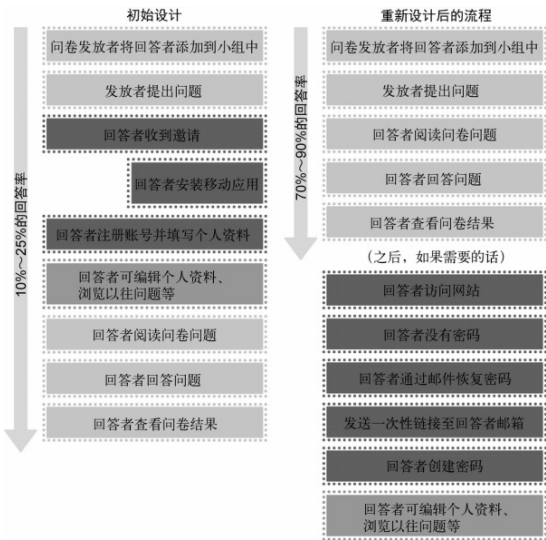 初始设计
问卷发放者将回答者添加到小组中
发放者提出问题
回答者收到邀请
回答者安装移动应用
回答者注册账号并填写个人资料
回答者可编辑个人资料、
浏览以往问题等
回答者阅读问卷问题
回答者回答问题
回答者查看问卷结果
10%～25%的回答率
重新设计后的流程
问卷发放者将回答者添加到小组中
发放者提出问题
回答者阅读问卷问题
回答者回答问题
回答者查看问卷结果
70%～90%的回答率
（之后，如果需要的话）
回答者访问网站
回答者没有密码
回答者通过邮件恢复密码
发送一次性链接至回答者邮箱
回答者创建密码
回答者可编辑个人资料、
浏览以往问题等